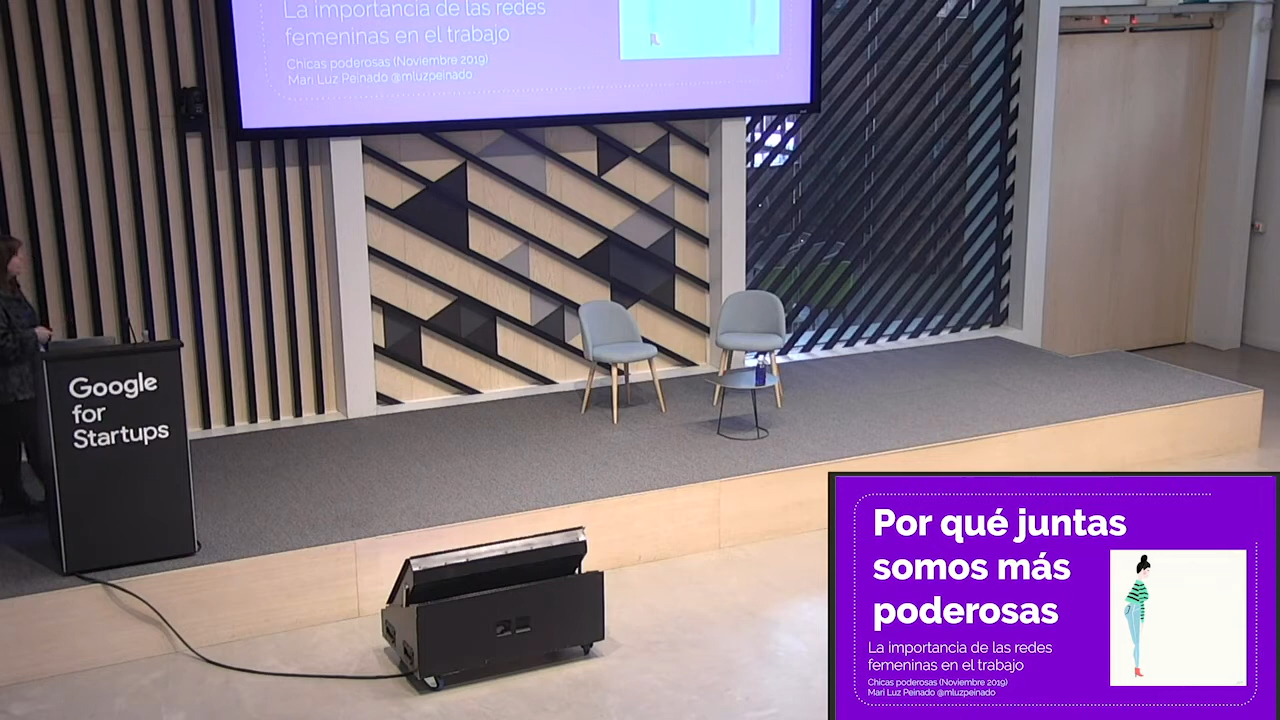 La importancia de las redes
femeninas en el trabajo
Chicas poderosas (Noviembre 2019)
Mari Luz Peinado @mluzpeinado
Google
for
Startups
Por qué juntas
somos más
poderosas
La importancia de las redes
femeninas en el trabajo
Chicas poderosas (Noviembre 2019)
Mari Luz Peinado @mluzpeinado